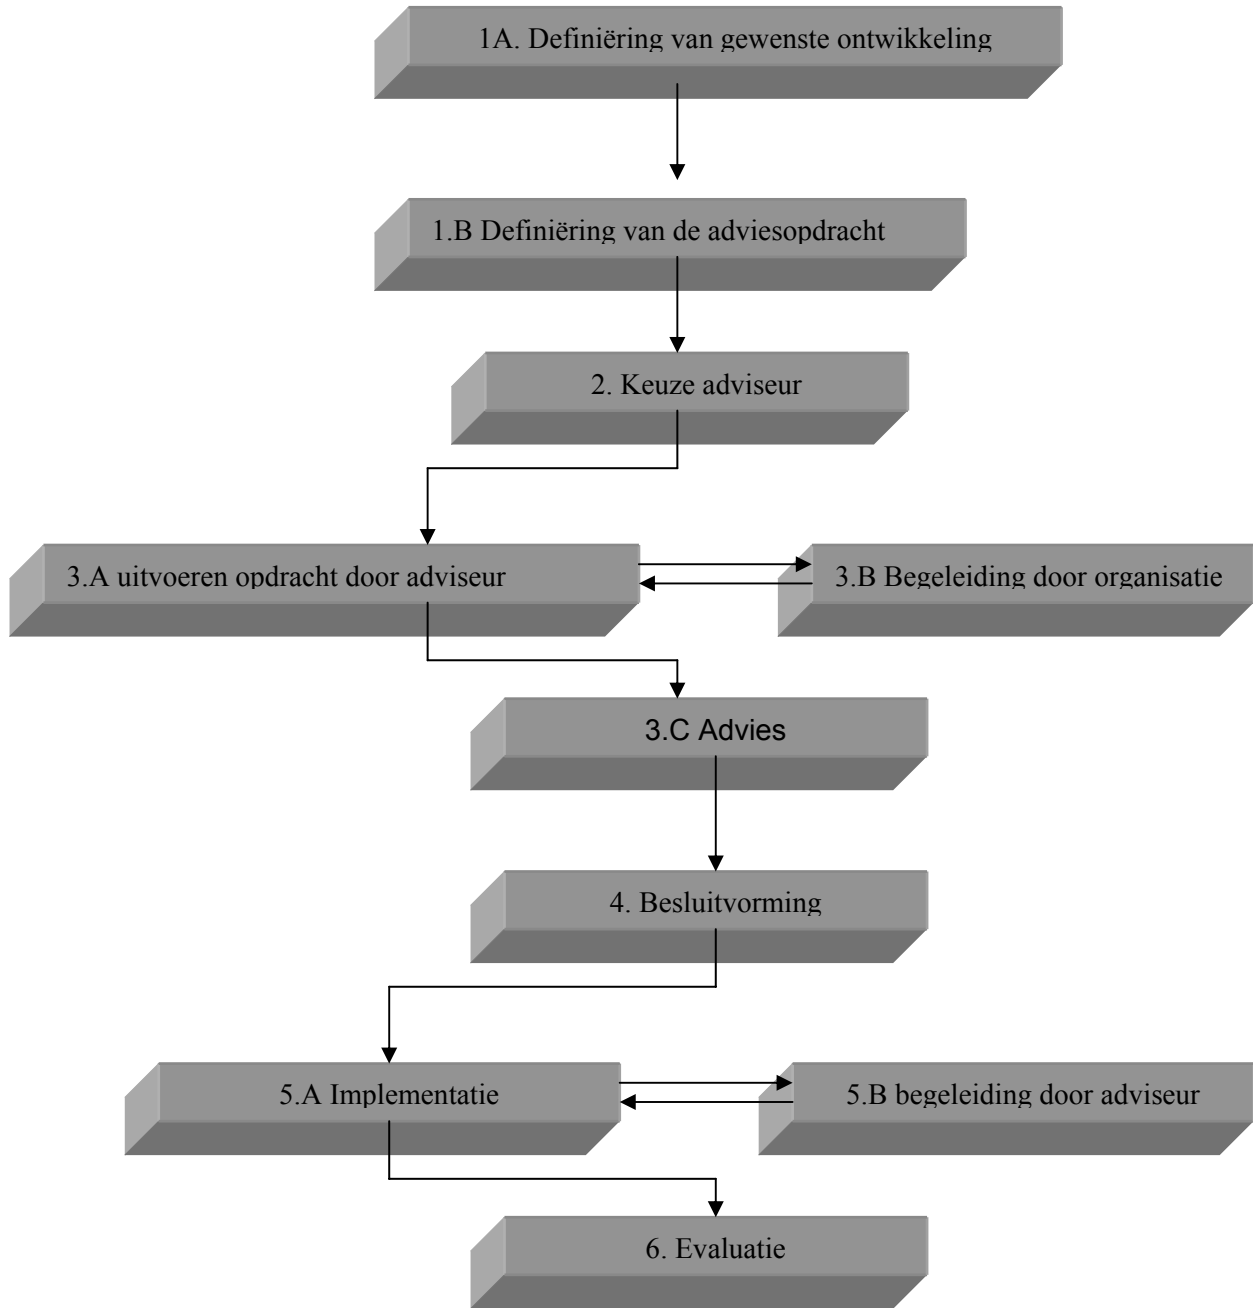 1A. Definiëring van gewenste ontwikkeling
1.B Definiëring van de adviesopdracht
2. Keuze adviseur
3.A uitvoeren opdracht door adviseur
3.B Begeleiding door organisatie
3.C Advies
4. Besluitvorming
5.A Implementatie
5.B begeleiding door adviseur
6. Evaluatie